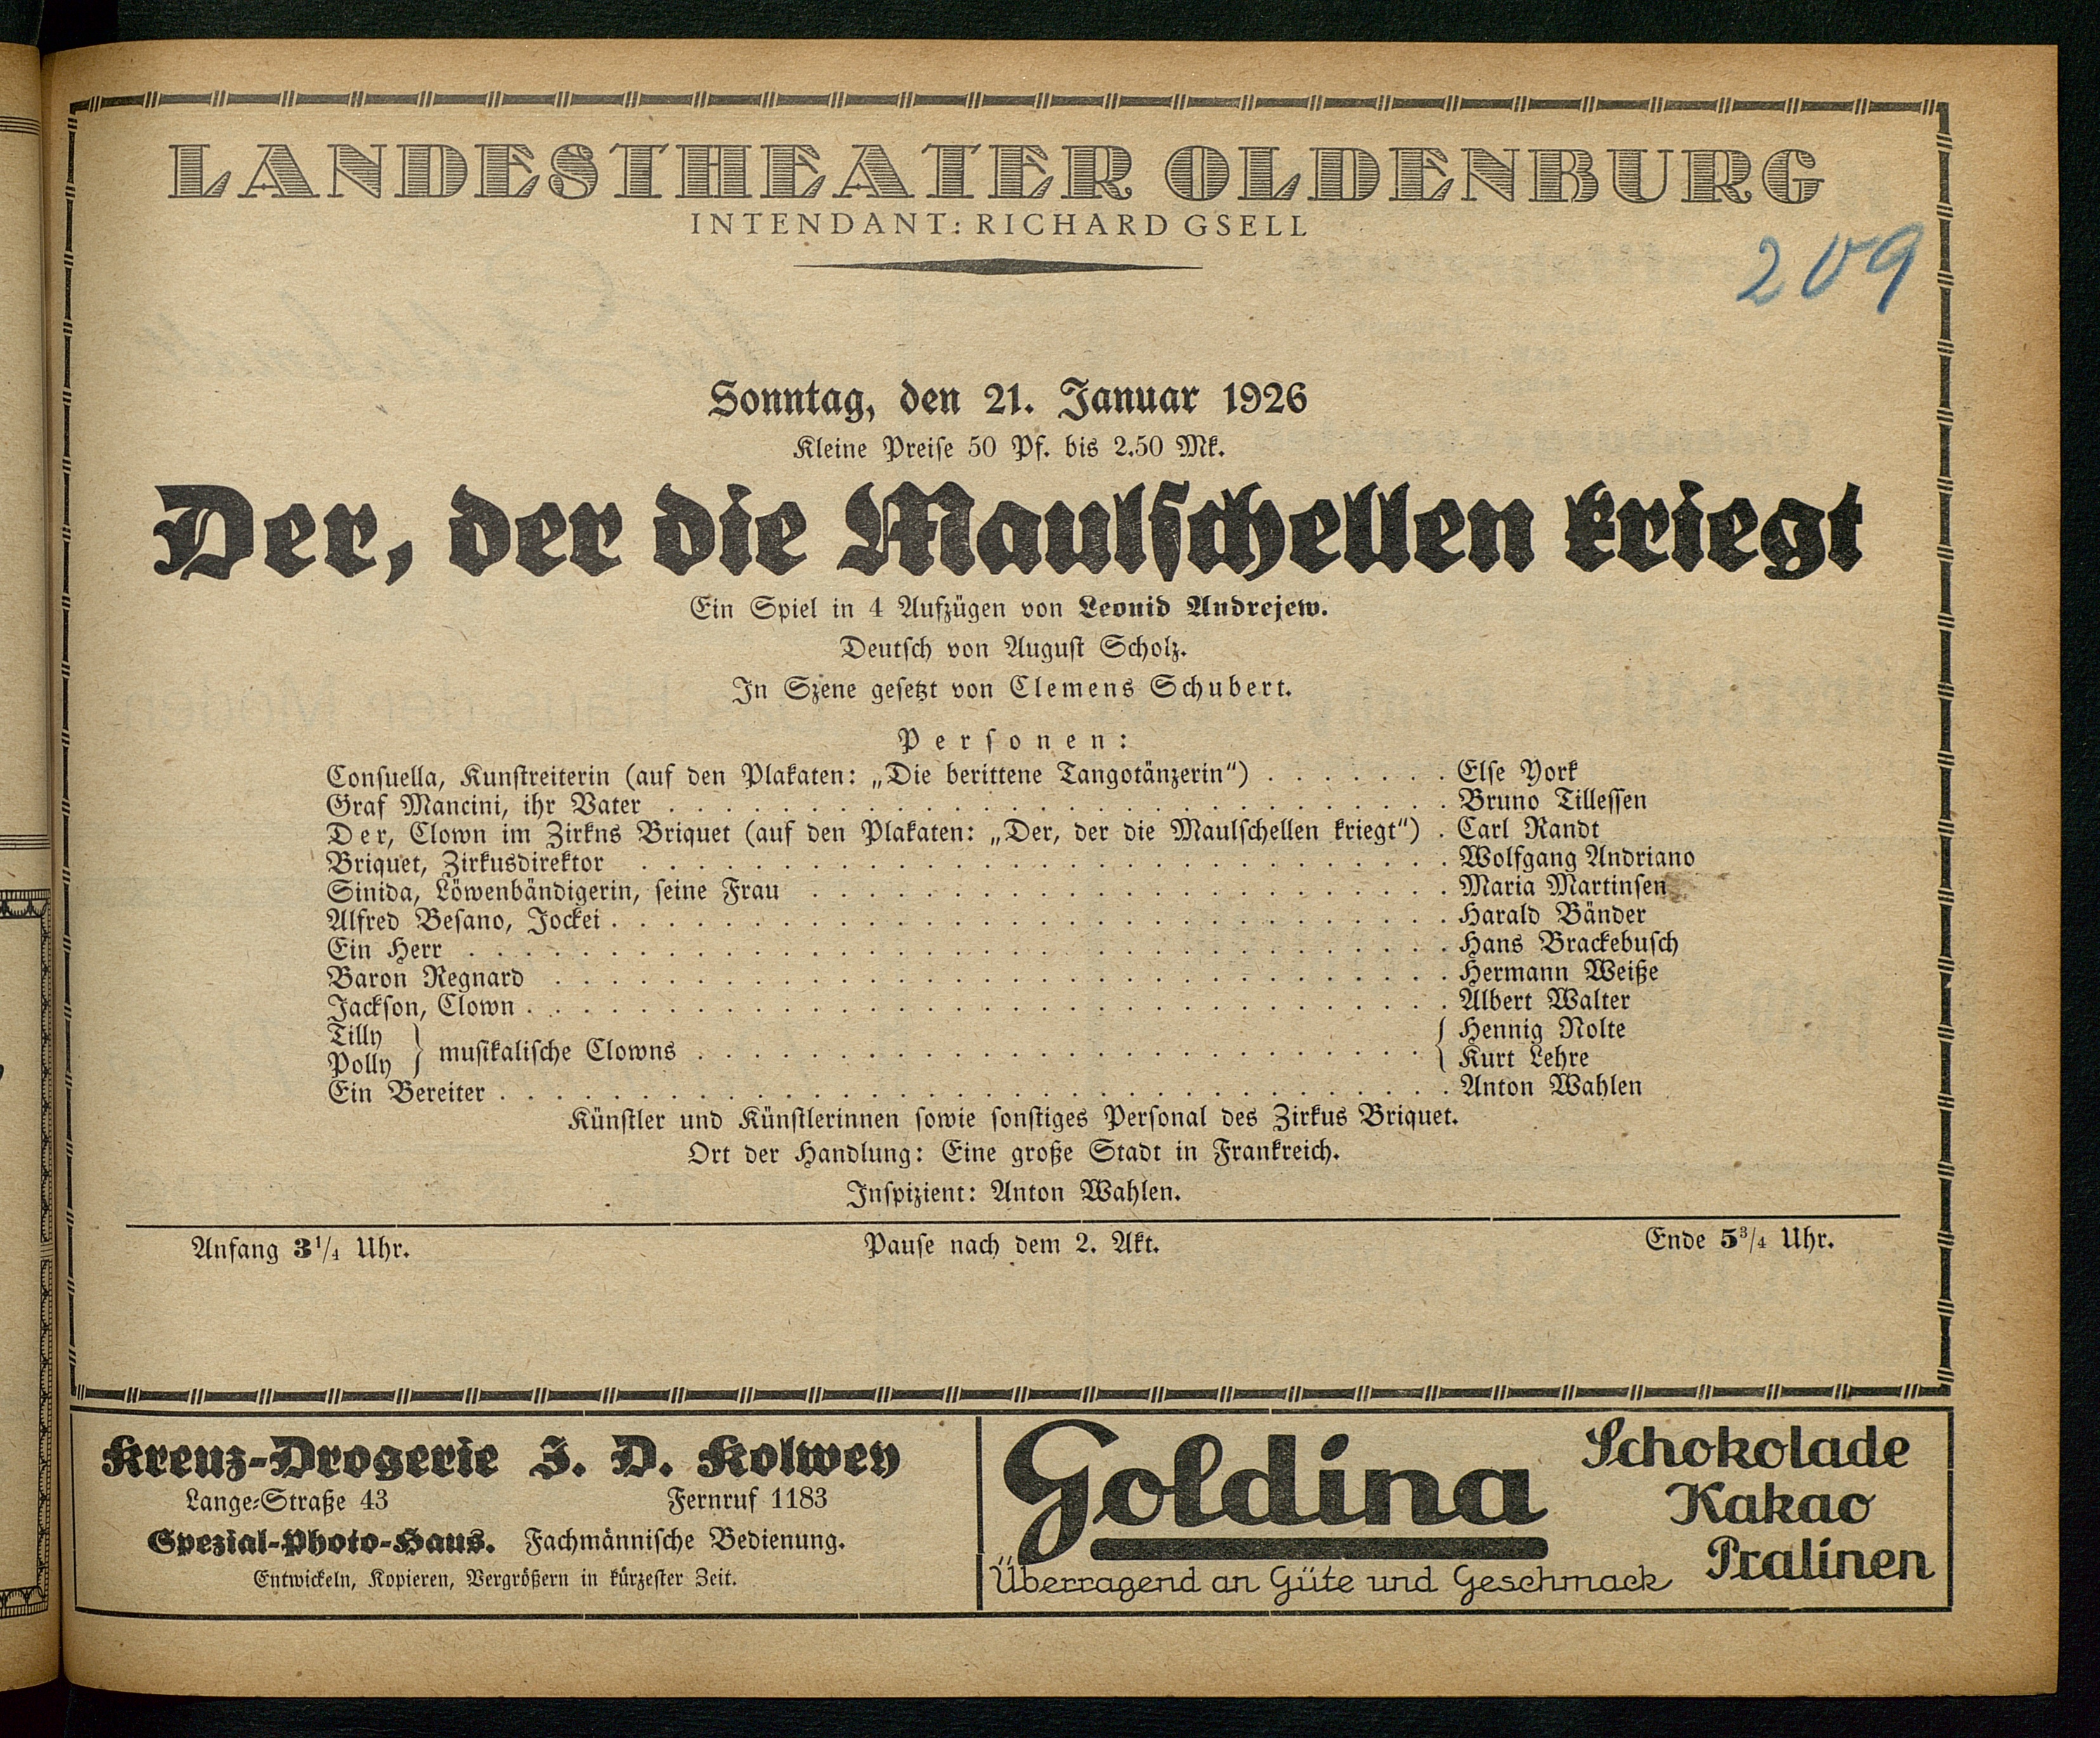 LANDESTHEATER OLDENBURG
INTENDANT: RICHARD GSELL
209
Sonntag, den 21. Januar 1926
Kleine Preise 50 Pf. bis 2.50 Mk.
Der, der die Maulschellen kriegt
Ein Spiel in 4 Aufzügen von Leonid Andrejew.
Deutsch von August Scholz.
In Szene gesetzt von Clemens Schubert.
Personen:
Consuella, Kunstreiterin (auf den Plakaten: „Die berittene Tangotänzerin“) . . . . . . . Else York
Graf Mancini, ihr Vater . . . . . . . Bruno Tillessen
Der, Clown im Zirkns Briquet (auf den Plakaten: „Der, der die Maulschellen kriegt“) . Carl Randt
Briquet, Zirkusdirektor . . . . . . . Wolfgang Andriano
Sinida, Löwenbändigerin, seine Frau . . . . . . . Maria Martinsen
Alfred Besano, Jockei . . . . . . . Harald Bänder
Ein Herr . . . . . . . Hans Brackebusch
Baron Regnard . . . . . . . Hermann Weiße
Jackson, Clown . . . . . . . Albert Walter
Tilly } musikalische Clowns . . . . . . . { Hennig Nolte
Polly } { Kurt Lehre
Ein Bereiter . . . . . . . Anton Wahlen
Künstler und Künstlerinnen sowie sonstiges Personal des Zirkus Briquet.
Ort der Handlung: Eine große Stadt in Frankreich.
Inspizient: Anton Wahlen.
Anfang 3¼ Uhr. Pause nach dem 2. Akt. Ende 5¾ Uhr.
Kreuz-Drogerie J. D. Kolwey
Lange-Straße 43 Fernruf 1183
Spezial-Photo-Haus. Fachmännische Bedienung.
Entwickeln, Kopieren, Vergrößern in kürzester Zeit.
Goldina
Überragend an Güte und Geschmack
Schokolade
Kakao
Pralinen